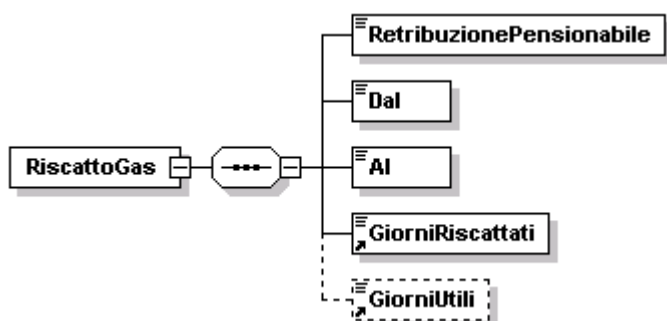 RetribuzionePensionabile
Dal
Al
RiscattoGas
GiorniRiscattati
GiorniUtili